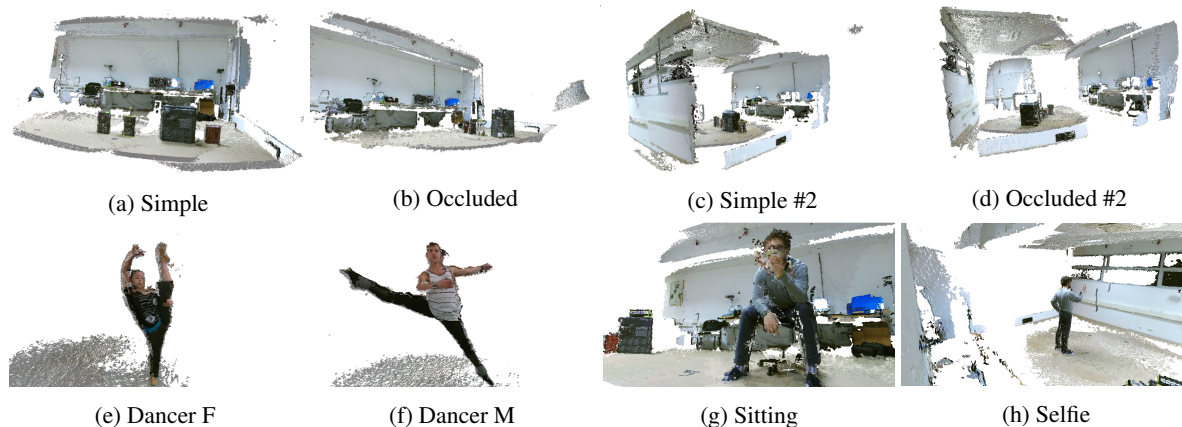 (a) Simple
(b) Occluded
(c) Simple #2
(d) Occluded #2
(e) Dancer F
(f) Dancer M
(g) Sitting
(h) Selfie